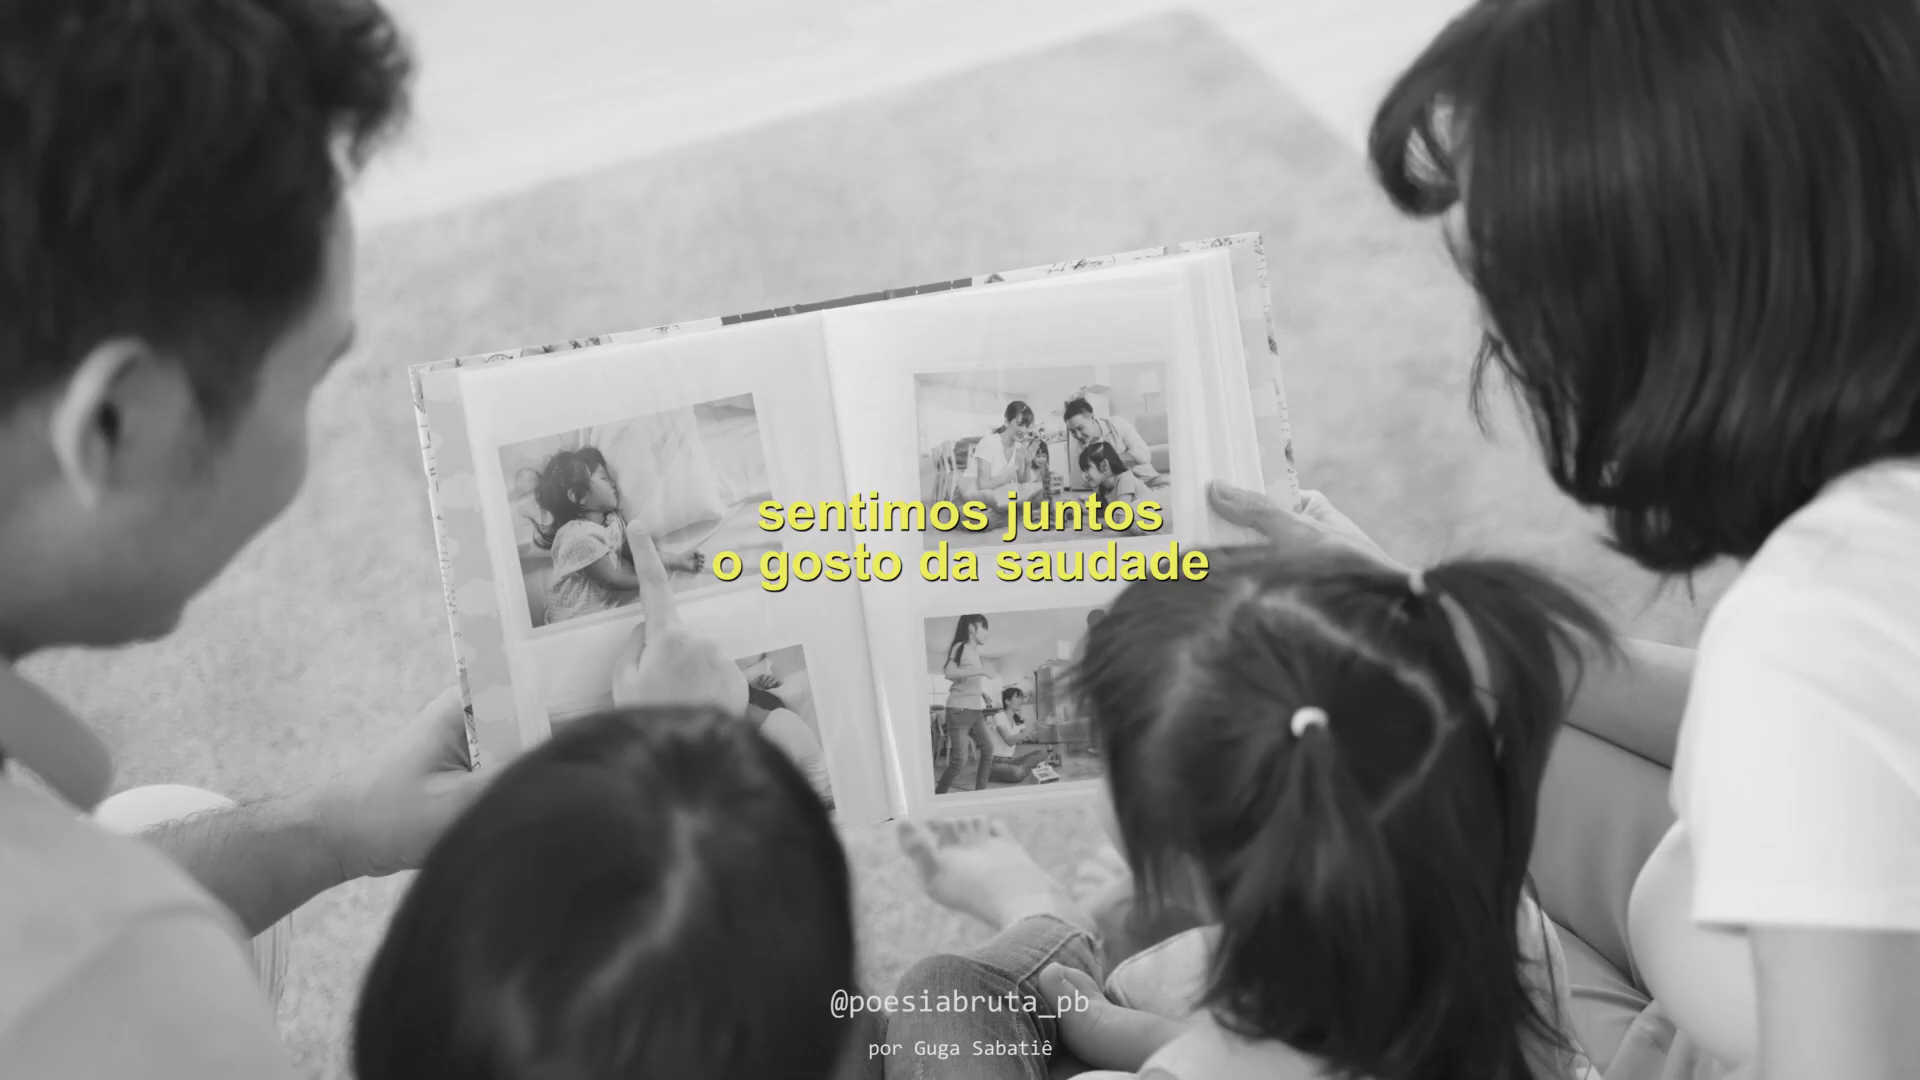 sentimos juntos
o gosto da saudade
@poesiabruta_pb
por Guga Sabatiê